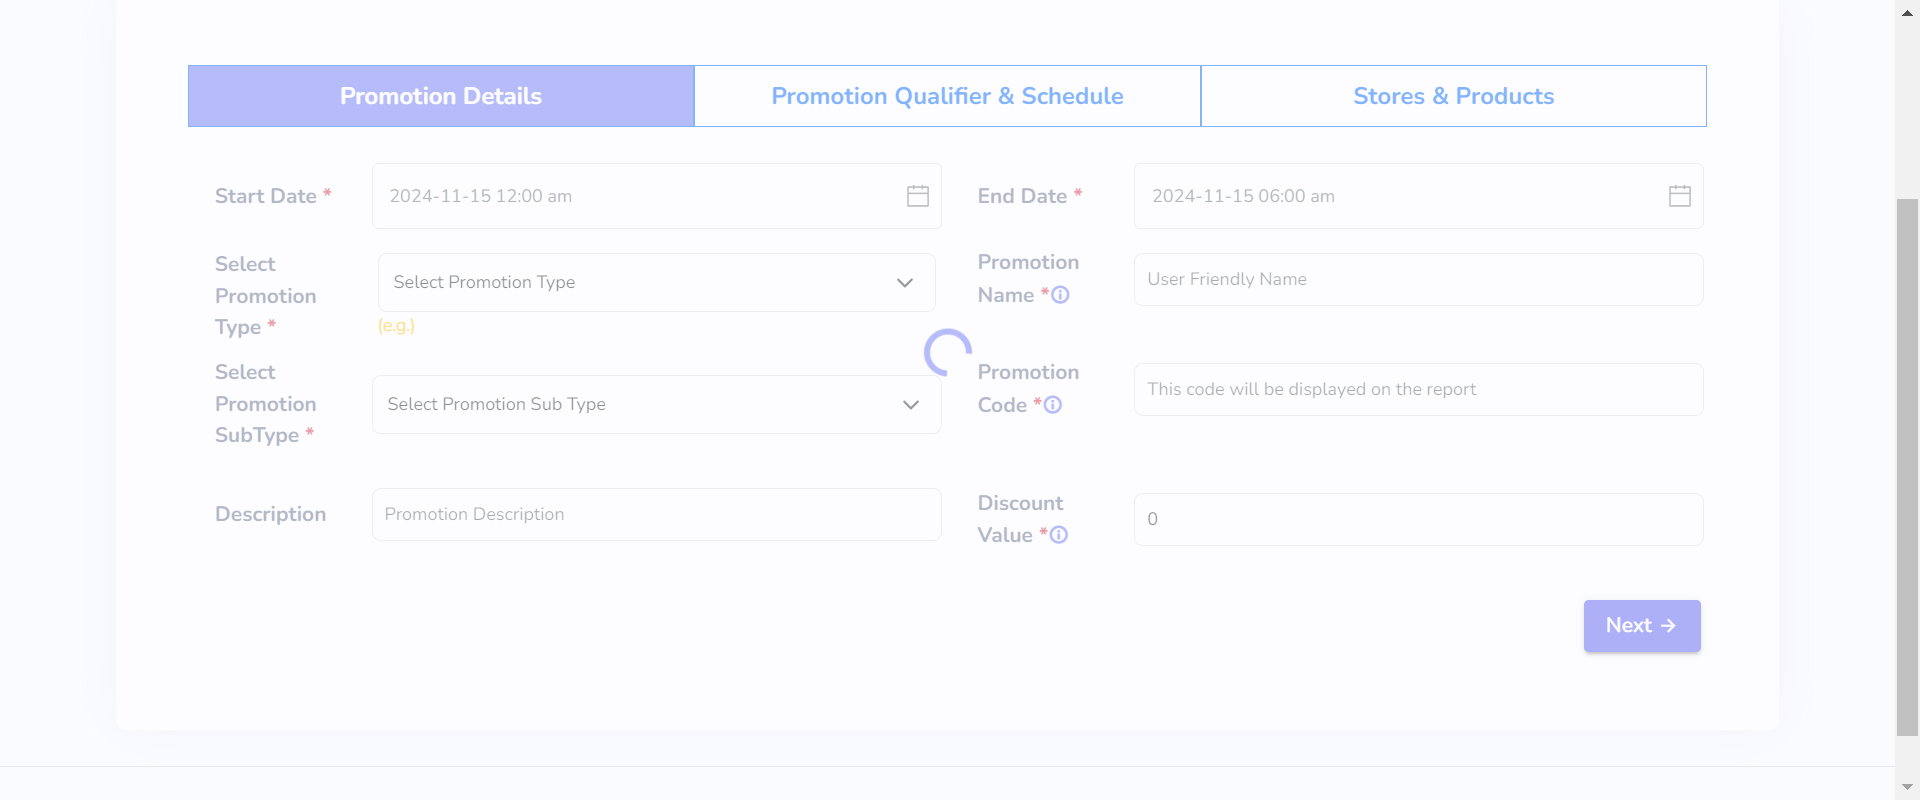 Promotion Details
Promotion Qualifier & Schedule
Stores & Products
Start Date *
2024-11-15 12:00 am
End Date *
2024-11-15 06:00 am
Select
Promotion
Type *
Select Promotion Type
(e.g.)
Promotion
Name *
User Friendly Name
Select
Promotion
SubType *
Select Promotion Sub Type
Promotion
Code *
This code will be displayed on the report
Description
Promotion Description
Discount
Value *
0
Next →